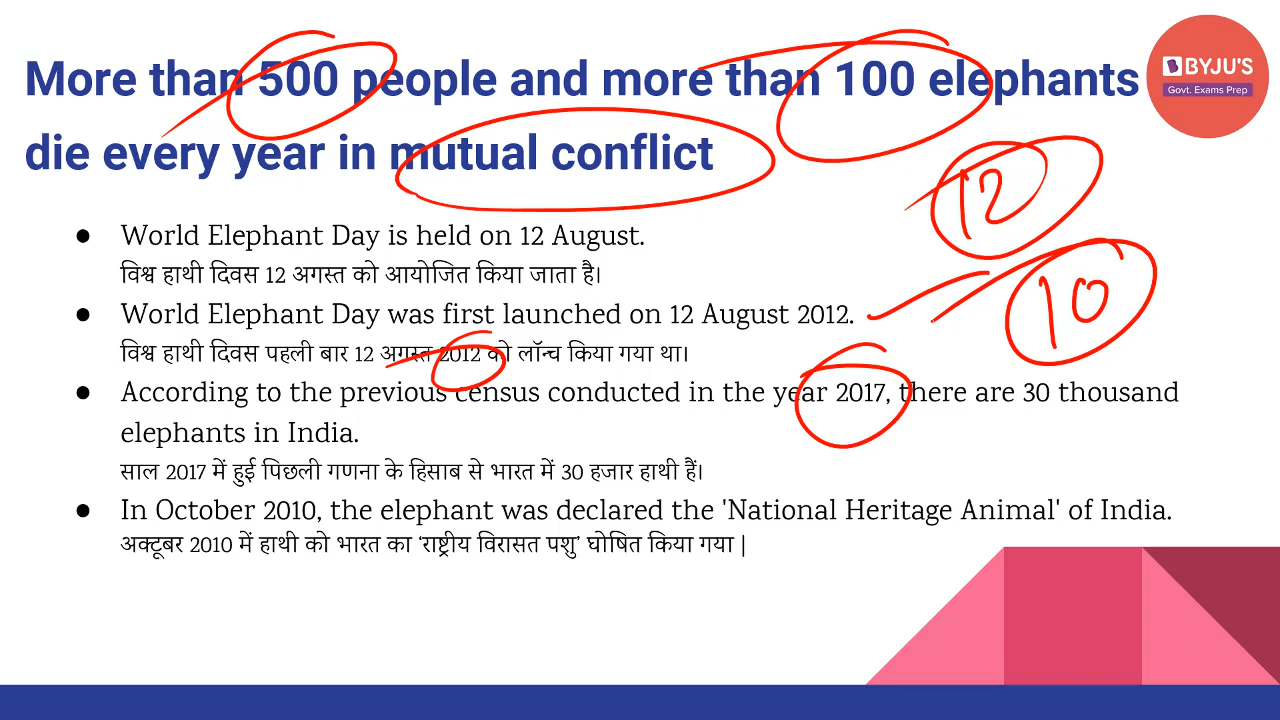 More than 500 people and more than 100 elephants
die every year in mutual conflict
BYJU'S
Govt. Exams Prep
12
10
● World Elephant Day is held on 12 August.
विश्व हाथी दिवस 12 अगस्त को आयोजित किया जाता है।
● World Elephant Day was first launched on 12 August 2012.
विश्व हाथी दिवस पहली बार 12 अगस्त 2012 को लॉन्च किया गया था।
● According to the previous census conducted in the year 2017, there are 30 thousand
elephants in India.
साल 2017 में हुई पिछली गणना के हिसाब से भारत में 30 हजार हाथी हैं।
● In October 2010, the elephant was declared the 'National Heritage Animal' of India.
अक्टूबर 2010 में हाथी को भारत का ‘राष्ट्रीय विरासत पशु’ घोषित किया गया |